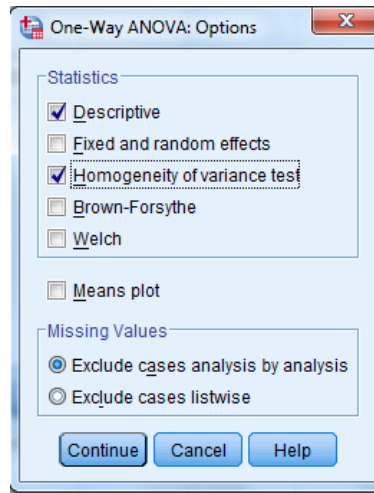 One-Way ANOVA: Options
Statistics
Descriptive
Fixed and random effects
Homogeneity of variance test
Brown-Forsythe
Welch
Means plot
Missing Values
Exclude cases analysis by analysis
Exclude cases listwise
Continue Cancel Help